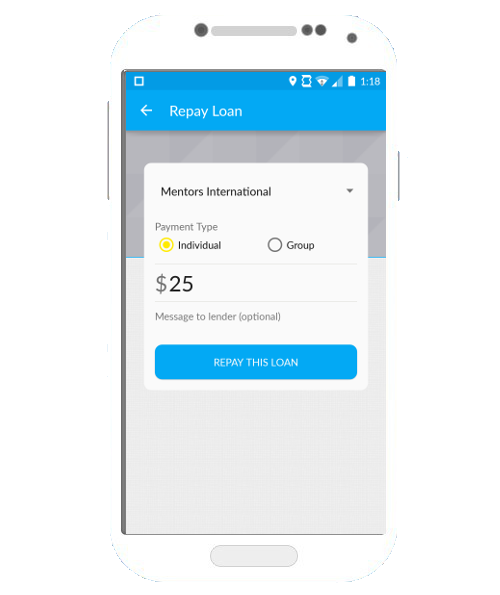 1:18
Repay Loan
Mentors International
Payment Type
Individual Group
$25
Message to lender (optional)
REPAY THIS LOAN